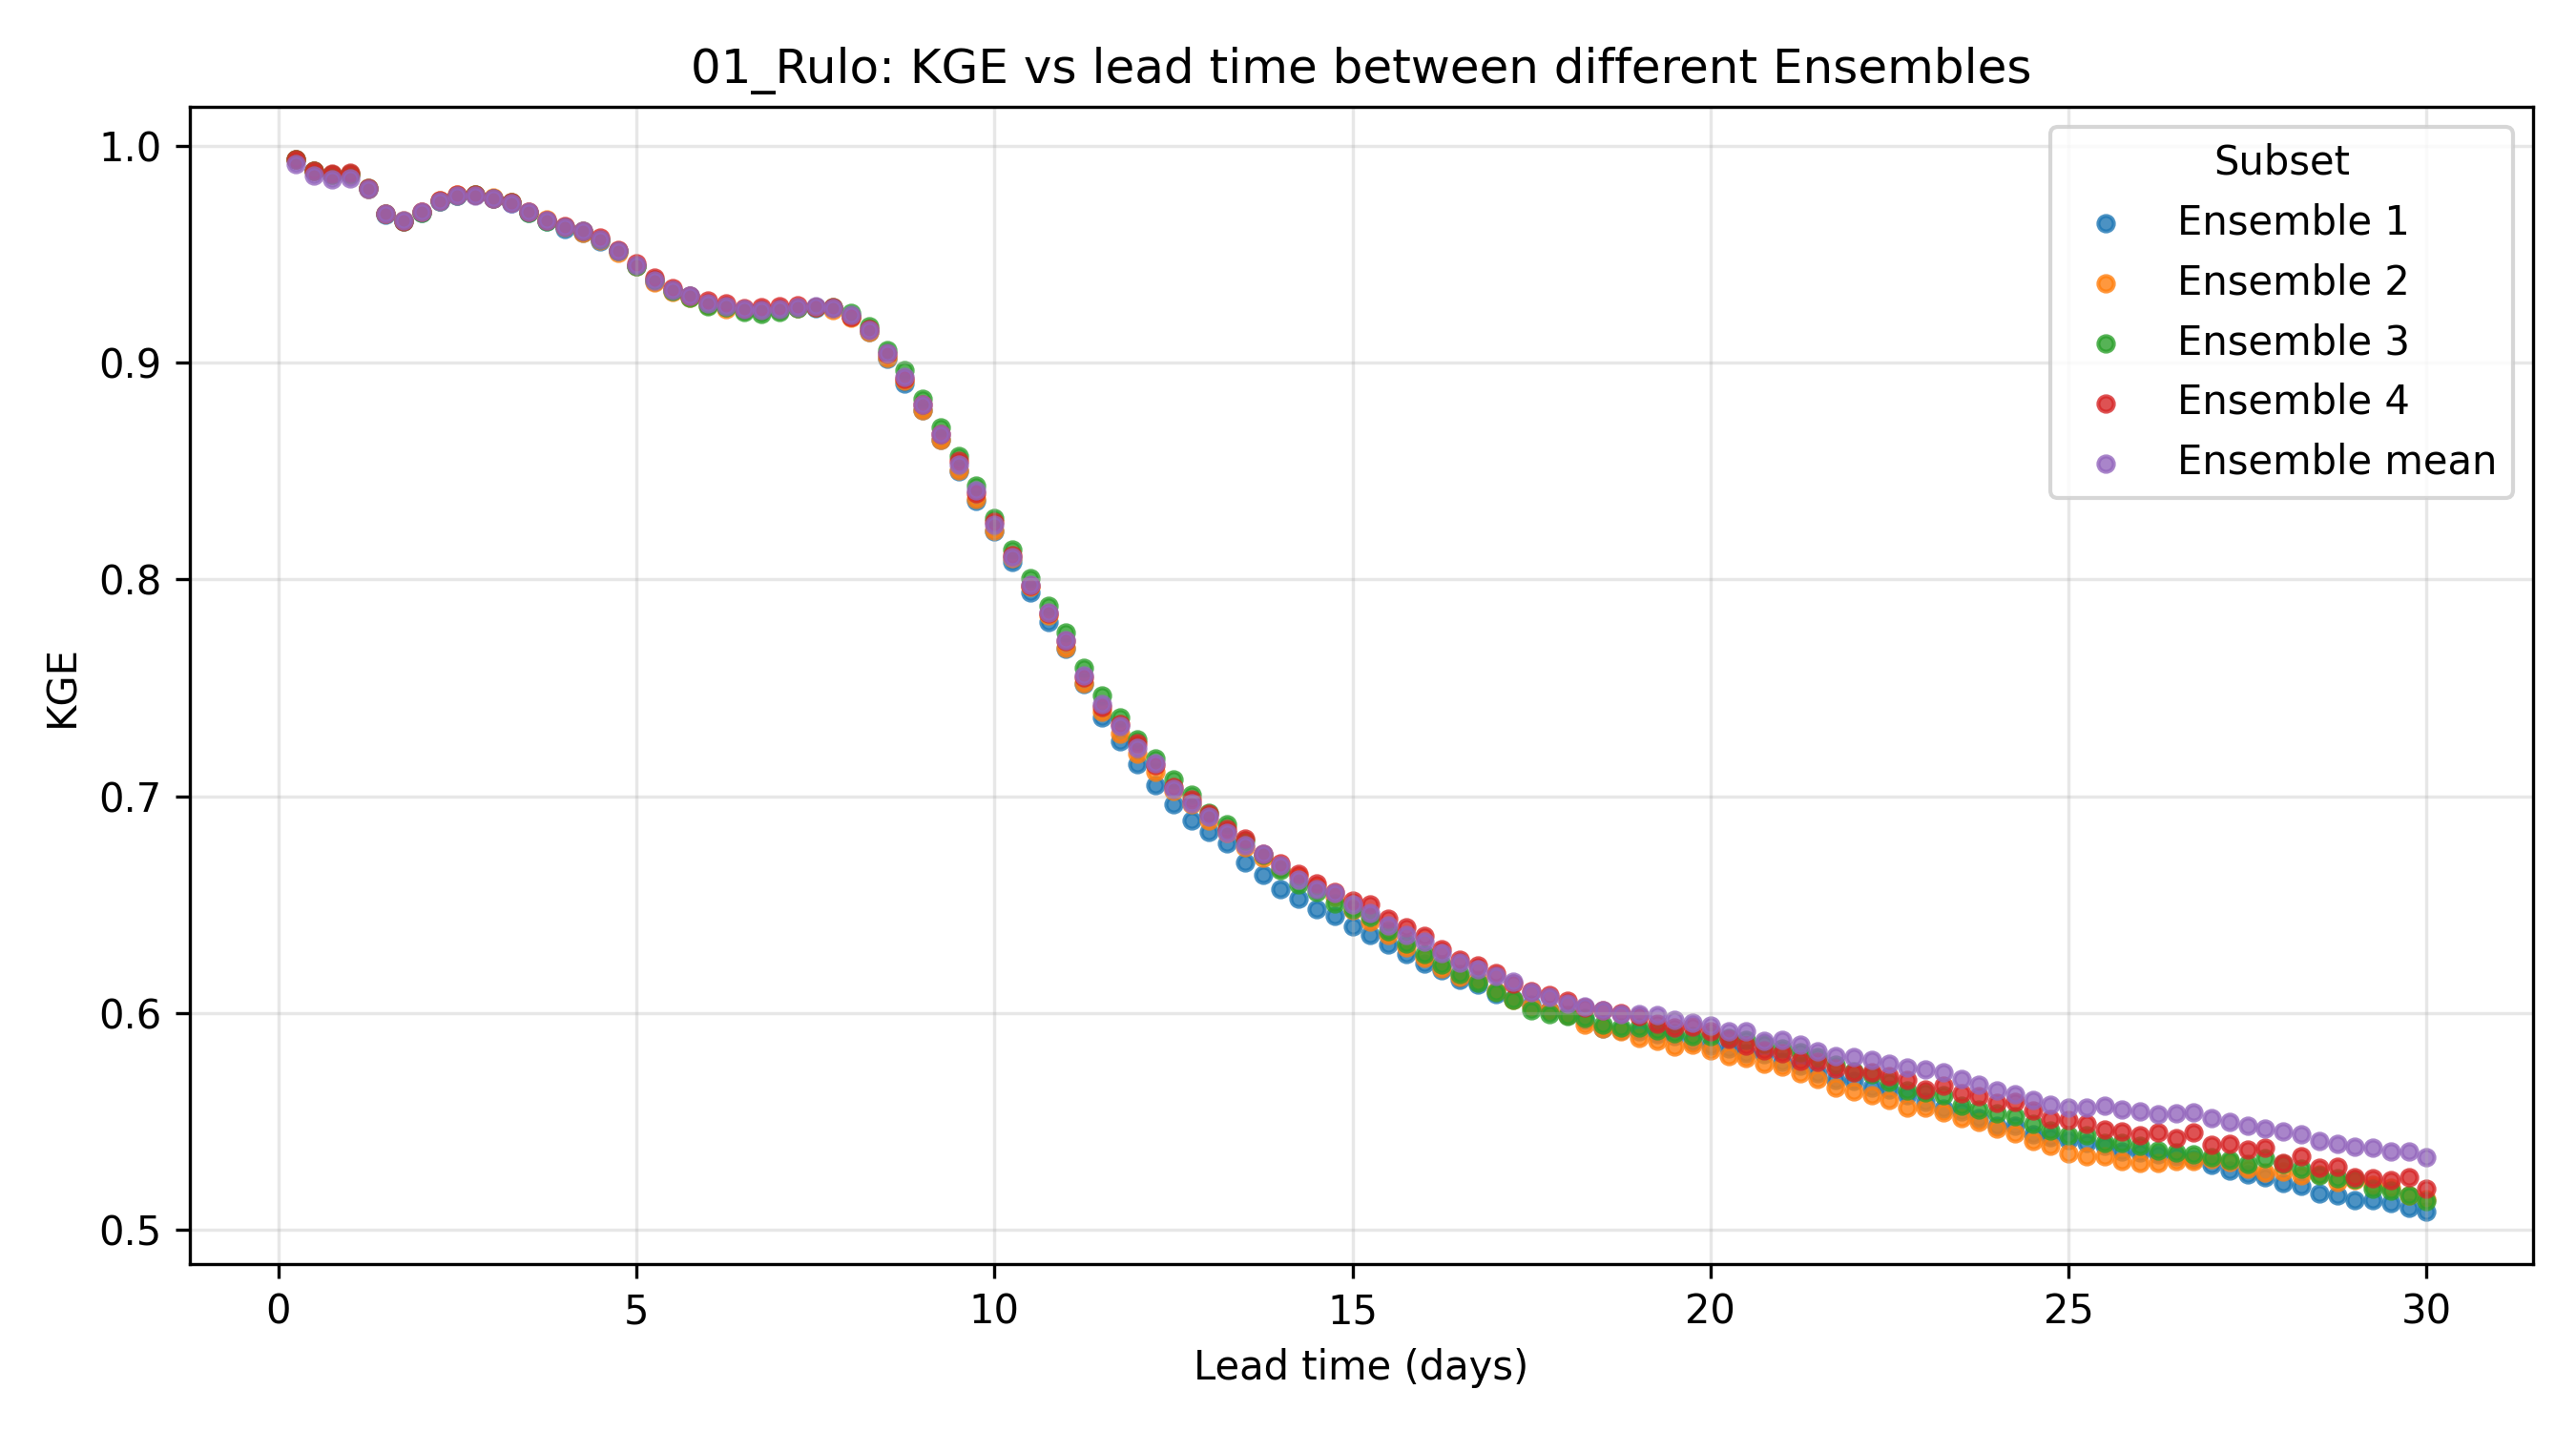 01_Rulo: KGE vs lead time between different Ensembles
1.0
0.9
0.8
0.7
0.6
0.5
KGE
0
5
10
15
20
25
30
Lead time (days)
Subset
Ensemble 1
Ensemble 2
Ensemble 3
Ensemble 4
Ensemble mean